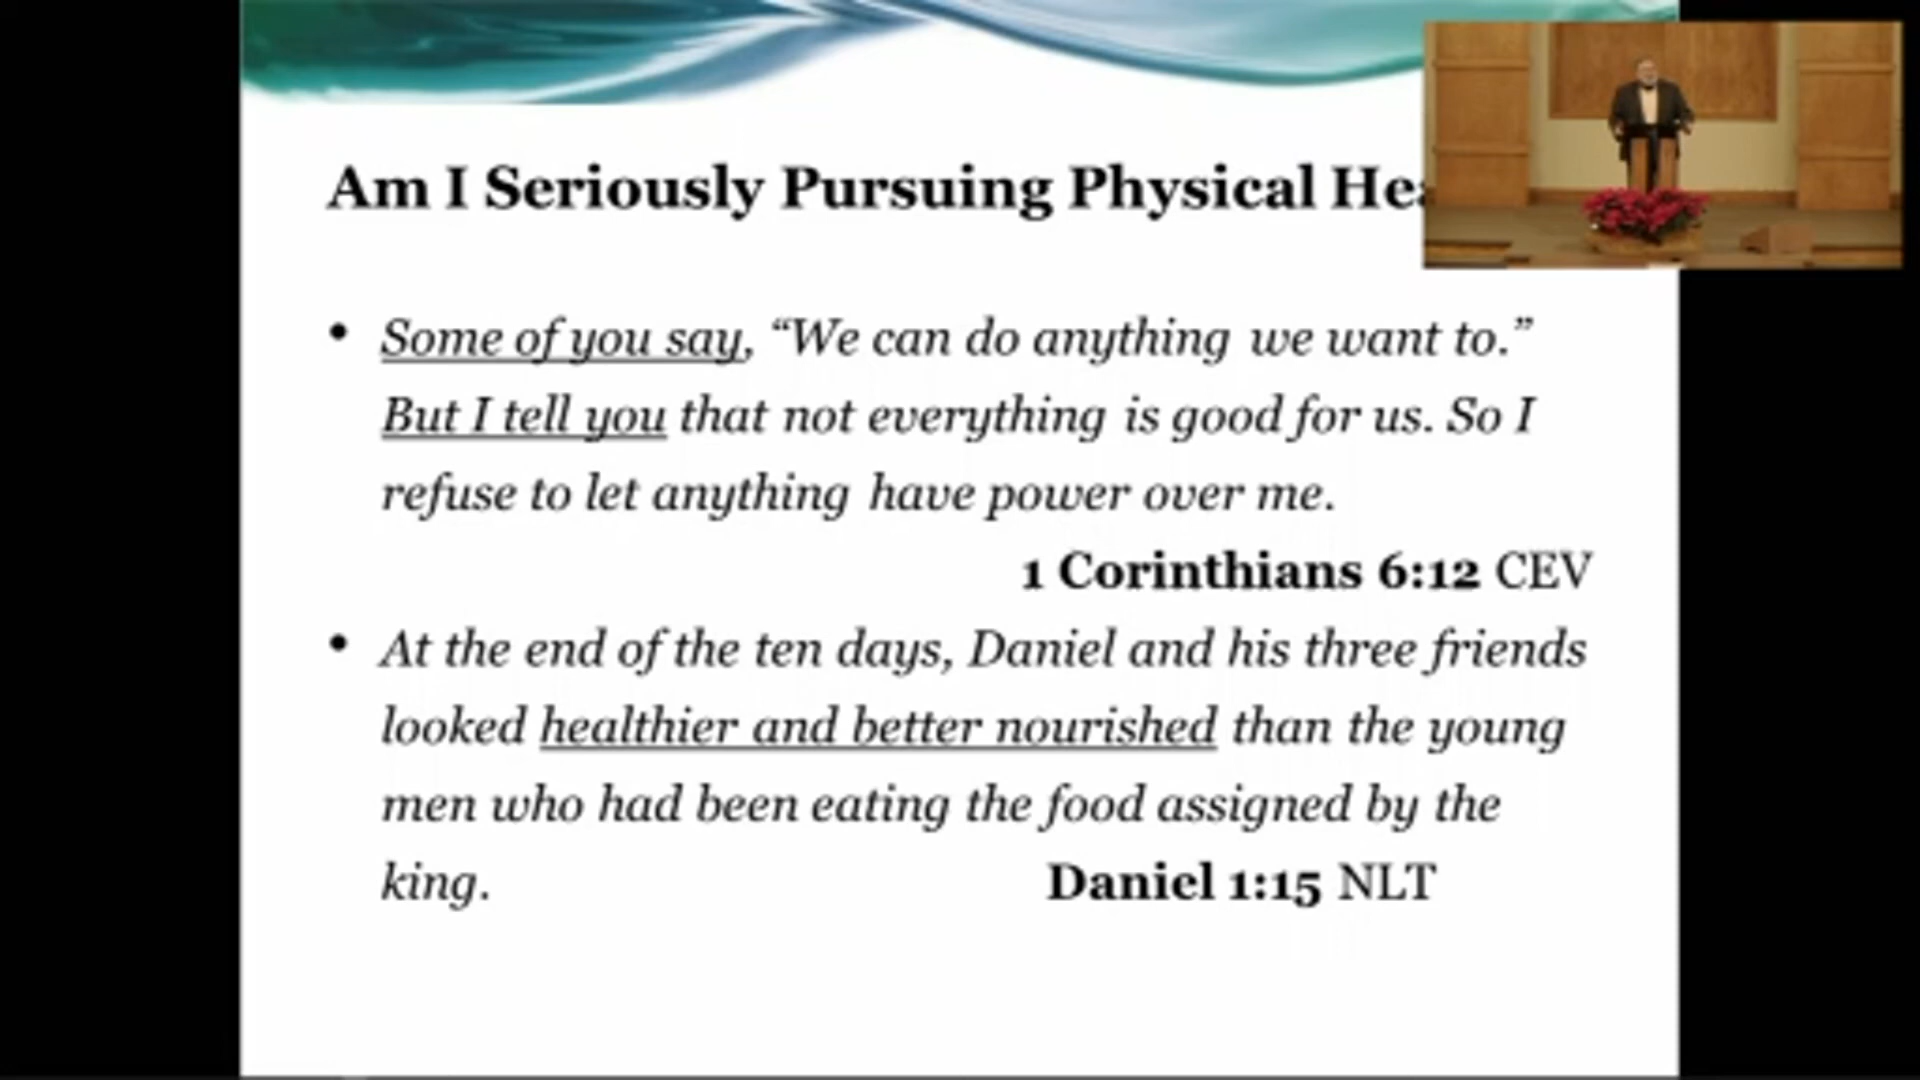 Am I Seriously Pursuing Physical
• Some of you say, “We can do anything we want to.”
But I tell you that not everything is good for us. So I
refuse to let anything have power over me.
1 Corinthians 6:12 CEV
• At the end of the ten days, Daniel and his three friends
looked healthier and better nourished than the young
men who had been eating the food assigned by the
king. Daniel 1:15 NLT